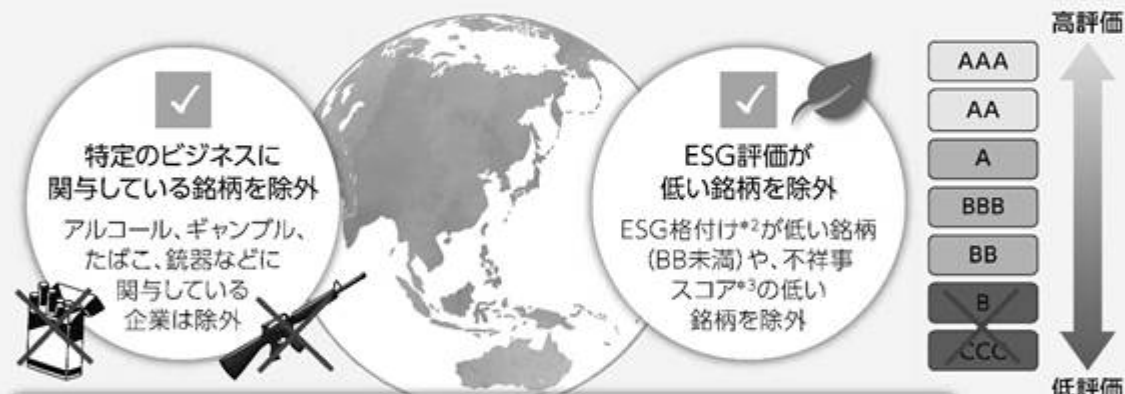 特定のビジネスに
関与している銘柄を除外
アルコール、ギャンブル、
たばこ、銃器などに
関与している
企業は除外
ESG評価が
低い銘柄を除外
ESG格付け*2が低い銘柄
(BB未満)や、不祥事
スコア*3の低い
銘柄を除外
高評価
AAA
AA
A
BBB
BB
B
CCC
低評価